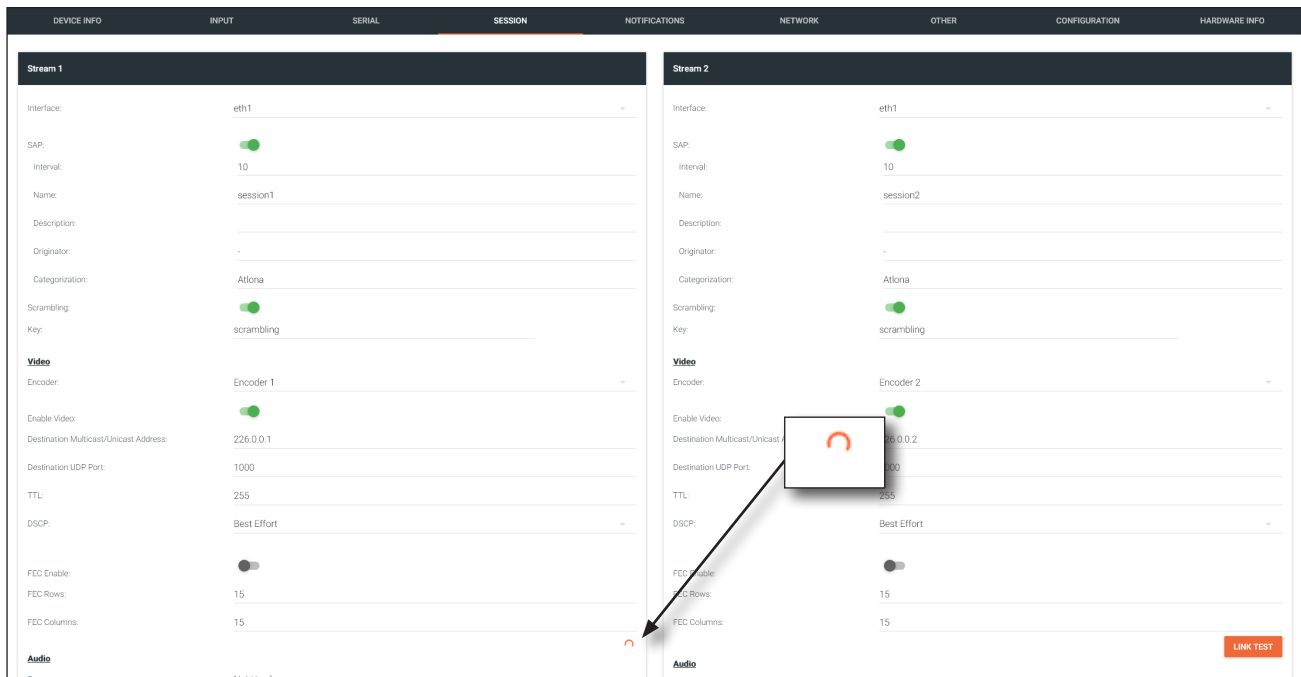 DEVICE INFO INPUT SERIAL SESSION NOTIFICATIONS NETWORK OTHER CONFIGURATION HARDWARE INFO
Stream 1
Interface: eth1
SAP:
Interval: 10
Name: session1
Description:
Originator: -
Categorization: Atlona
Scrambling:
Key: scrambling
Video
Encoder: Encoder 1
Enable Video:
Destination Multicast/Unicast Address: 226.0.0.1
Destination UDP Port: 1000
TTL: 255
DSCP: Best Effort
FEC Enable:
FEC Rows: 15
FEC Columns: 15
Audio
Stream 2
Interface: eth1
SAP:
Interval: 10
Name: session2
Description:
Originator: -
Categorization: Atlona
Scrambling:
Key: scrambling
Video
Encoder: Encoder 2
Enable Video:
Destination Multicast/Unicast
Destination UDP Port:
TTL: 255
DSCP: Best Effort
FEC Enable:
FEC Rows: 15
FEC Columns: 15
LINK TEST
Audio